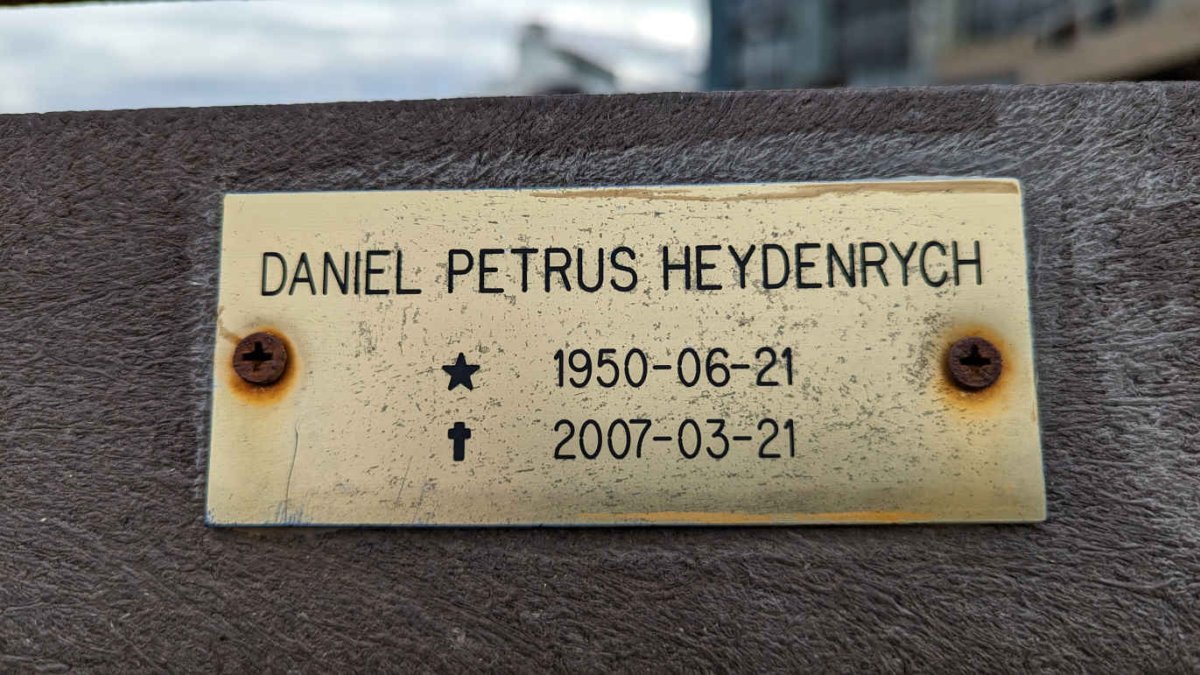 DANIEL PETRUS HEYDENRYCH
★ 1950-06-21
✝ 2007-03-21